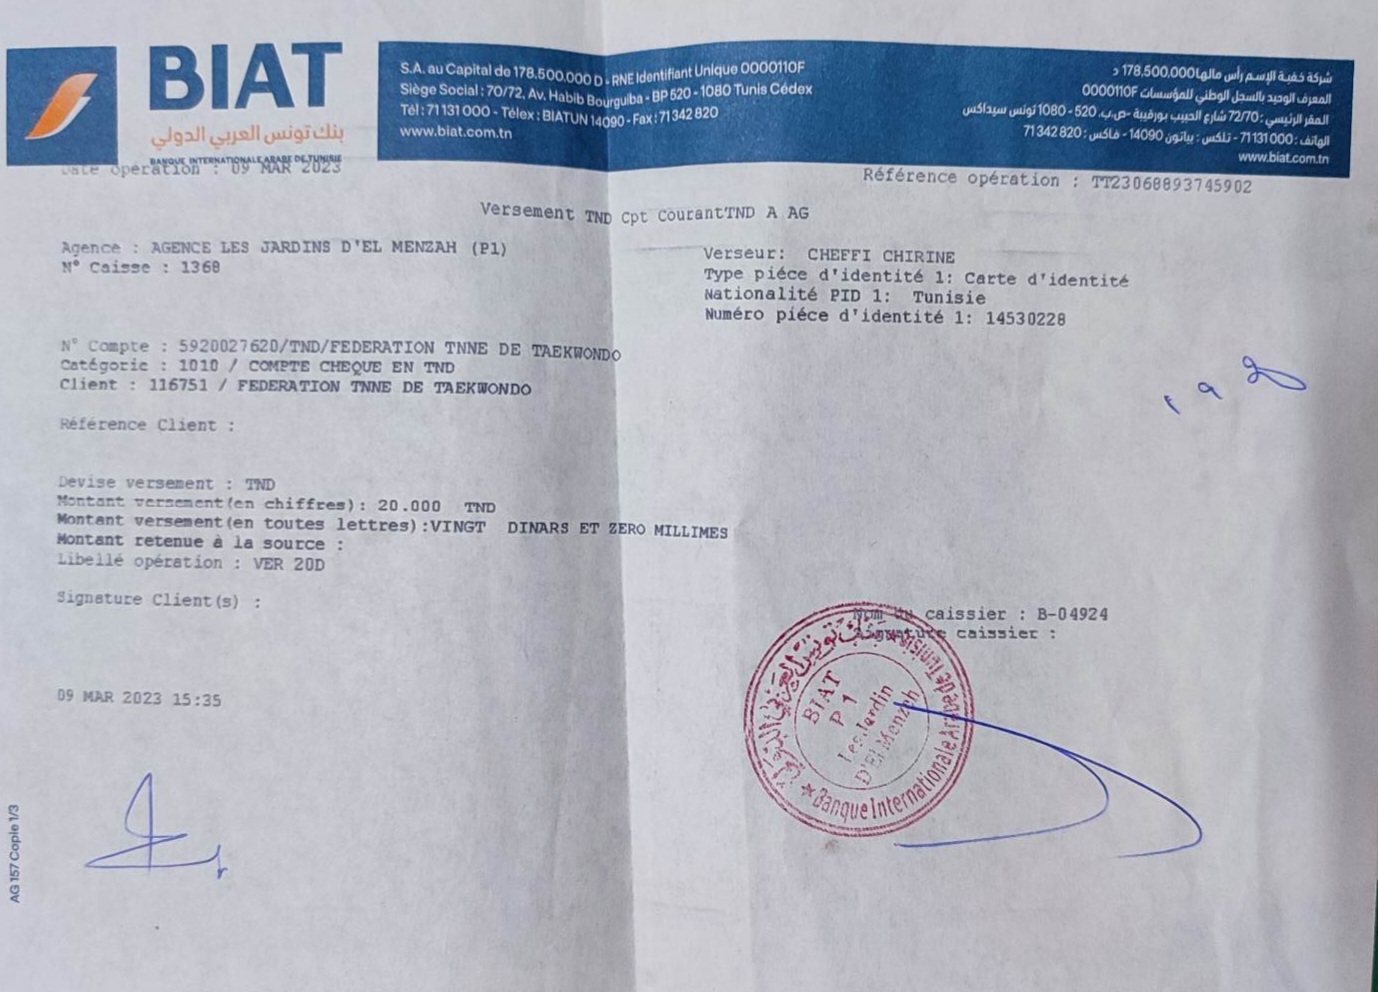 BIAT
بنك تونس العربي الدولي
BANQUE INTERNATIONALE ARABE DE TUNISIE
S.A. au Capital de 178.500.000 D - RNE Identifiant Unique 0000110F
Siège Social : 70/72, Av. Habib Bourguiba - BP 520 - 1080 Tunis Cédex
Tél : 71 131 000 - Télex : BIATUN 14090 - Fax : 71 342 820
www.biat.com.tn
شركة خفية الإسم رأس مالها 178.500.000 د
المعرف الوحيد بالسجل الوطني للمؤسسات 0000110F
المقر الرئيسي : 72/70 شارع الحبيب بورقيبة -ص.ب. 520 - 1080 تونس سيداكس
الهاتف : 71131000 - تلكس : بياتون 14090 - فاكس : 71342820
www.biat.com.tn
Date opération : 09 MAR 2023
Référence opération : TT23068893745902
Versement TND Cpt CourantTND A AG
Agence : AGENCE LES JARDINS D'EL MENZAH (P1)
N° Caisse : 1368
Verseur: CHEFFI CHIRINE
Type piéce d'identité 1: Carte d'identité
Nationalité PID 1: Tunisie
Numéro piéce d'identité 1: 14530228
N° Compte : 5920027620/TND/FEDERATION TNNE DE TAEKWONDO
Catégorie : 1010 / COMPTE CHEQUE EN TND
Client : 116751 / FEDERATION TNNE DE TAEKWONDO
Référence Client :
Devise versement : TND
Montant versement(en chiffres): 20.000 TND
Montant versement(en toutes lettres):VINGT DINARS ET ZERO MILLIMES
Montant retenue à la source :
Libellé opération : VER 20D
Signature Client(s) :
Nom du caissier : B-04924
Signature caissier :
بنك تونس العربي الدولي
Banque Internationale Arabe de Tunisie
BIAT
P 1
Les Jardin
D'El Menzah
09 MAR 2023 15:35
AG 157 Copie 1/3